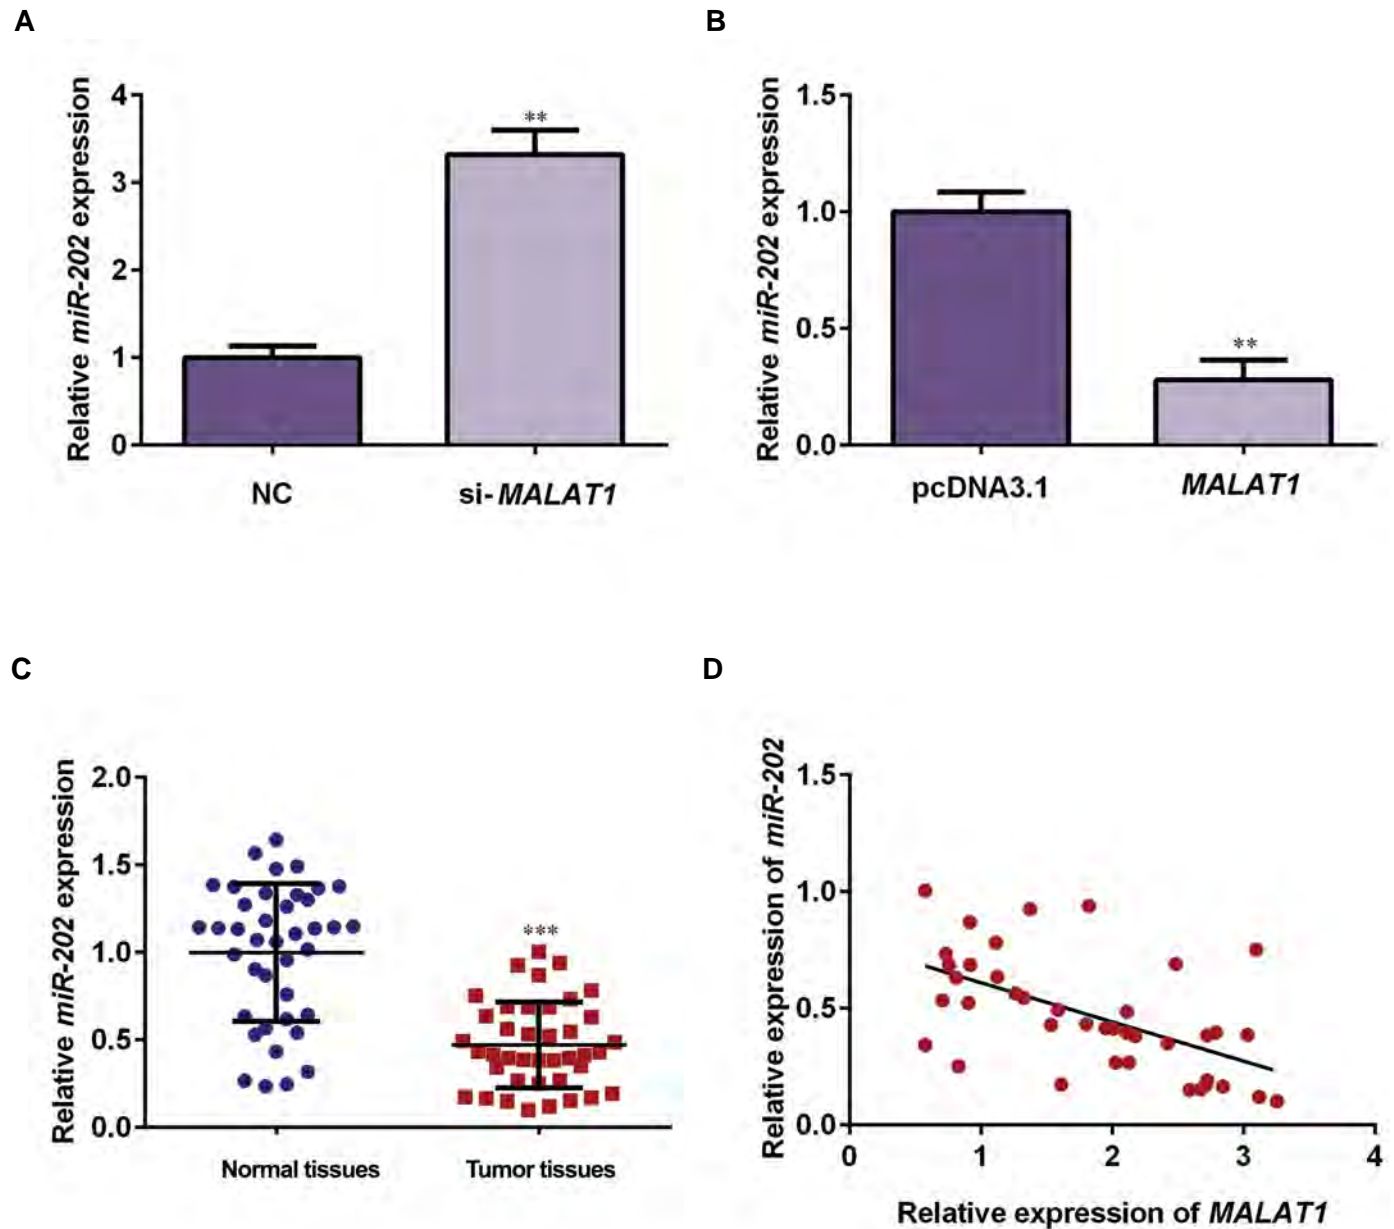 A
Relative miR-202 expression
4
3
2
1
0
**
NC
si-MALAT1
B
Relative miR-202 expression
1.5
1.0
0.5
0.0
**
pcDNA3.1
MALAT1
C
Relative miR-202 expression
2.0
1.5
1.0
0.5
0.0
***
Normal tissues
Tumor tissues
D
Relative expression of miR-202
1.5
1.0
0.5
0.0
0
1
2
3
4
Relative expression of MALAT1